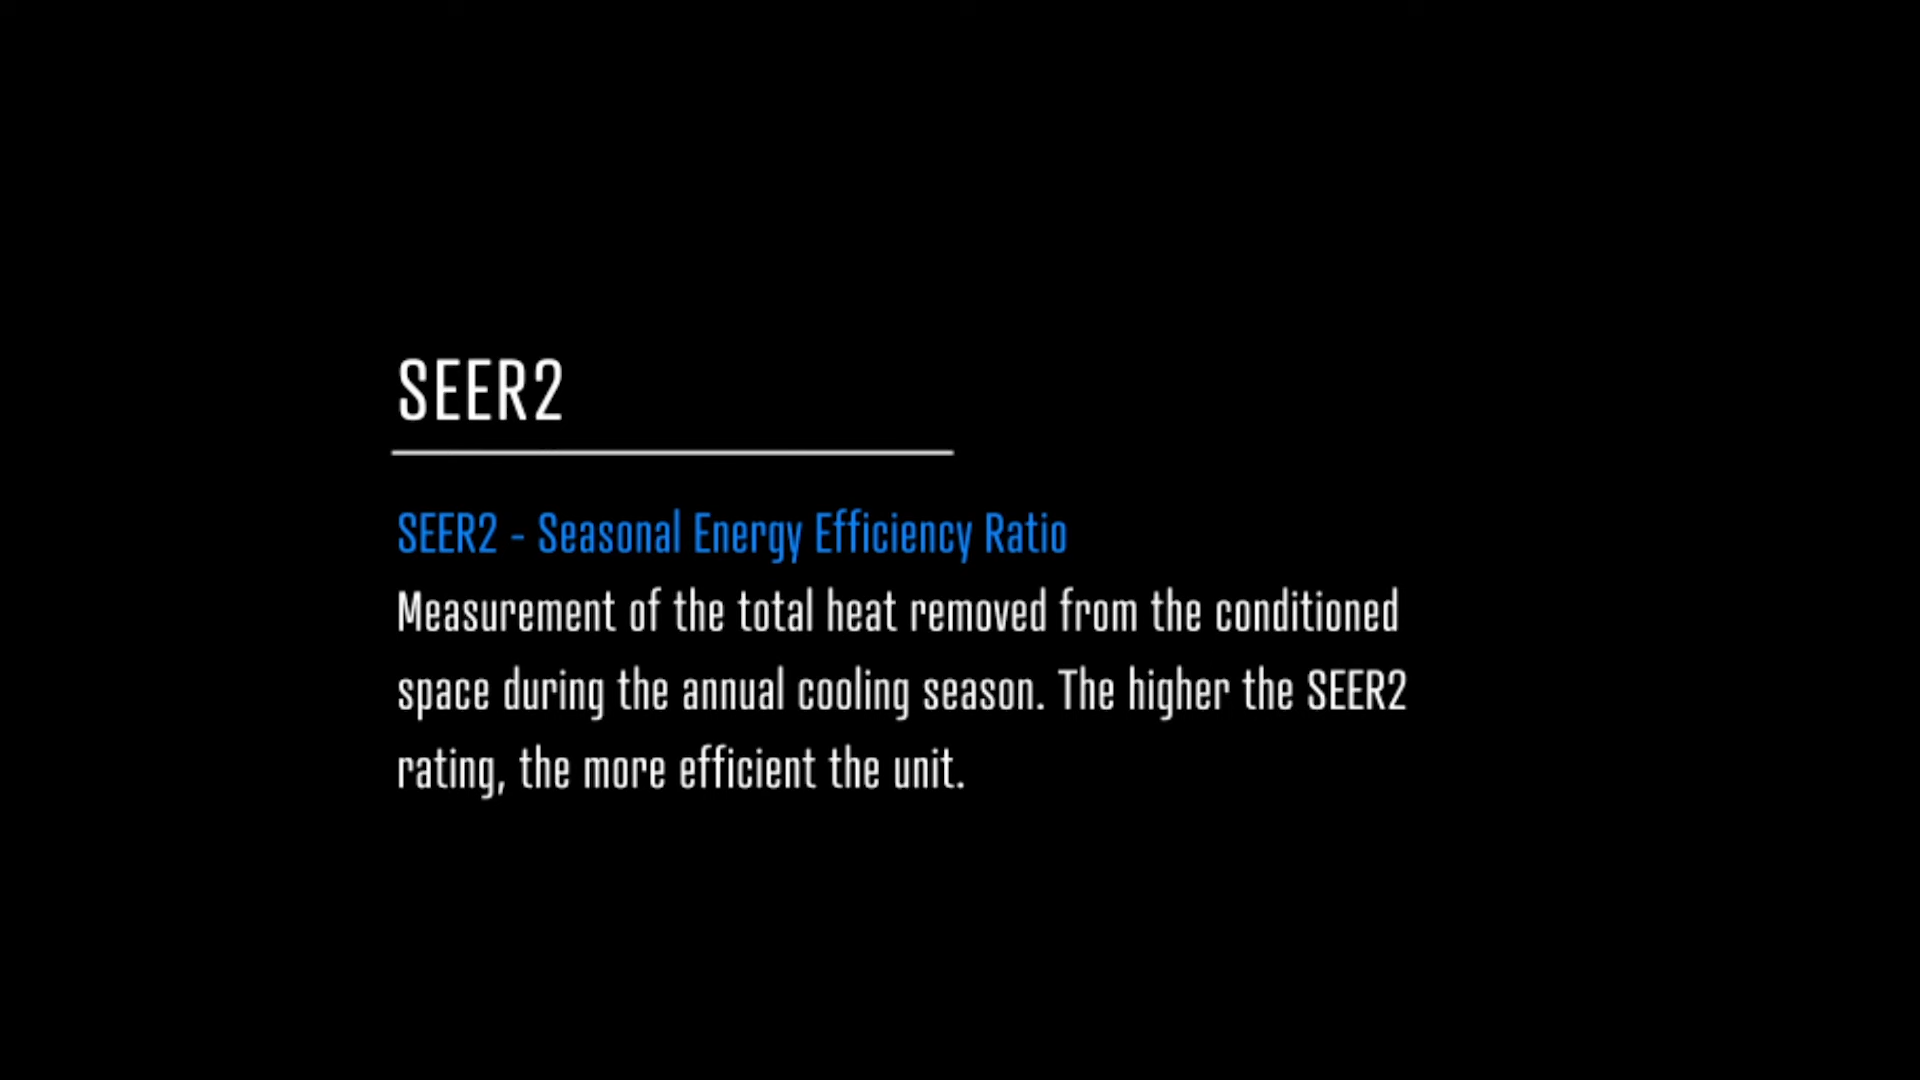 SEER2
SEER2 - Seasonal Energy Efficiency Ratio
Measurement of the total heat removed from the conditioned
space during the annual cooling season. The higher the SEER2
rating, the more efficient the unit.